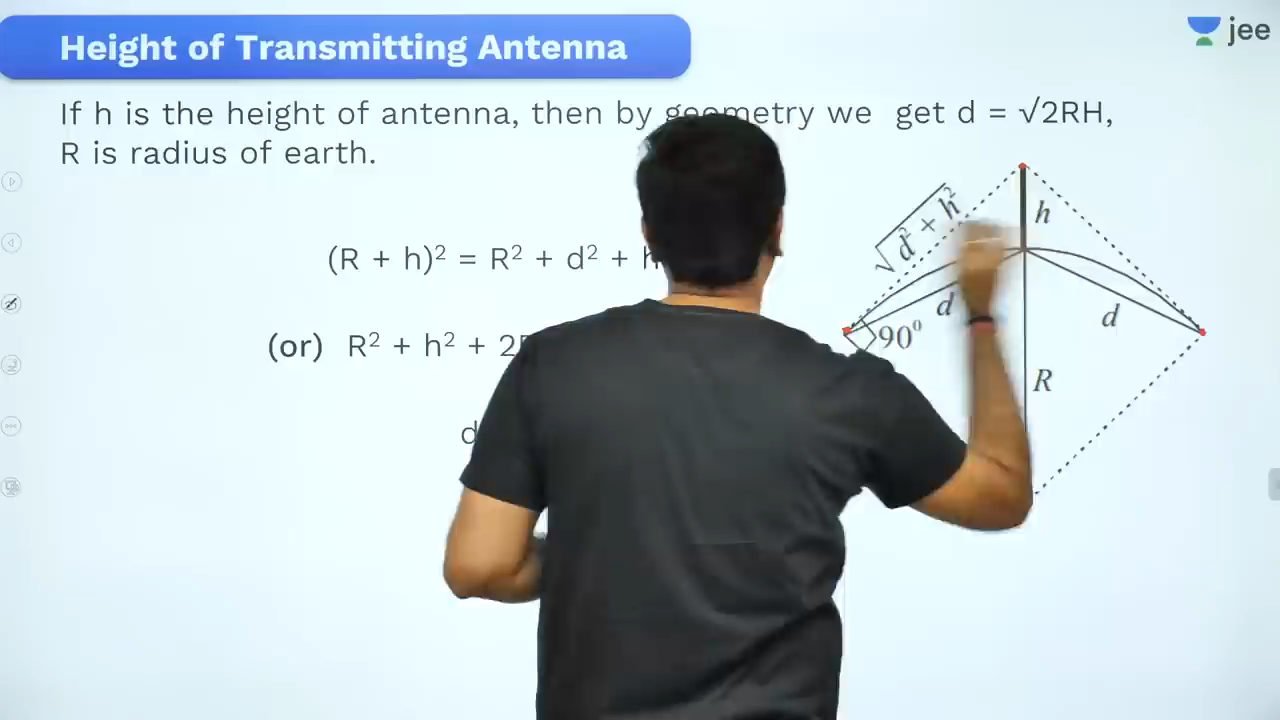 Height of Transmitting Antenna
jee
If h is the height of antenna, then by geometry we get d = √2RH,
R is radius of earth.
(R + h)² = R² + d² + h
(or) R² + h² + 2
d
√d² + h²
h
d
d
90⁰
R